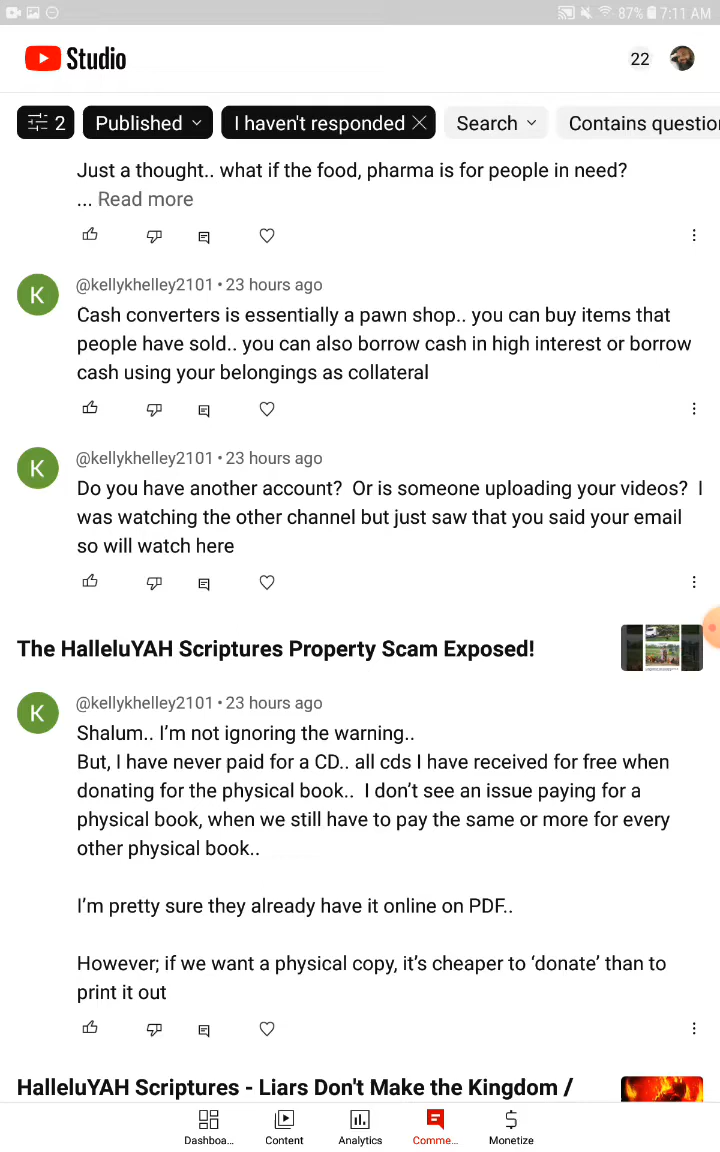 87% 7:11 AM
Studio
22
2
Published
I haven't responded
Search
Contains questio
Just a thought.. what if the food, pharma is for people in need?
... Read more
@kellykhelley2101 • 23 hours ago
K
Cash converters is essentially a pawn shop.. you can buy items that
people have sold.. you can also borrow cash in high interest or borrow
cash using your belongings as collateral
@kellykhelley2101 • 23 hours ago
K
Do you have another account?  Or is someone uploading your videos?  I
was watching the other channel but just saw that you said your email
so will watch here
The HalleluYAH Scriptures Property Scam Exposed!
@kellykhelley2101 • 23 hours ago
K
Shalum.. I’m not ignoring the warning..
But, I have never paid for a CD.. all cds I have received for free when
donating for the physical book..  I don’t see an issue paying for a
physical book, when we still have to pay the same or more for every
other physical book..
I’m pretty sure they already have it online on PDF..
However; if we want a physical copy, it’s cheaper to ‘donate’ than to
print it out
HalleluYAH Scriptures - Liars Don't Make the Kingdom /
Dashboa...
Content
Analytics
Comme...
Monetize